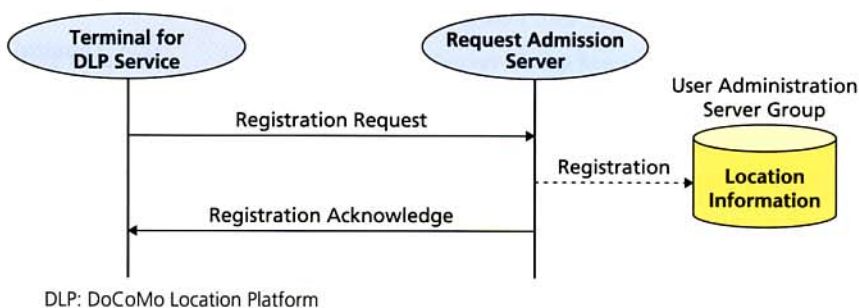 Terminal for
DLP Service
Request Admission
Server
User Administration
Server Group
Registration Request
Registration
Location
Information
Registration Acknowledge
DLP: DoCoMo Location Platform